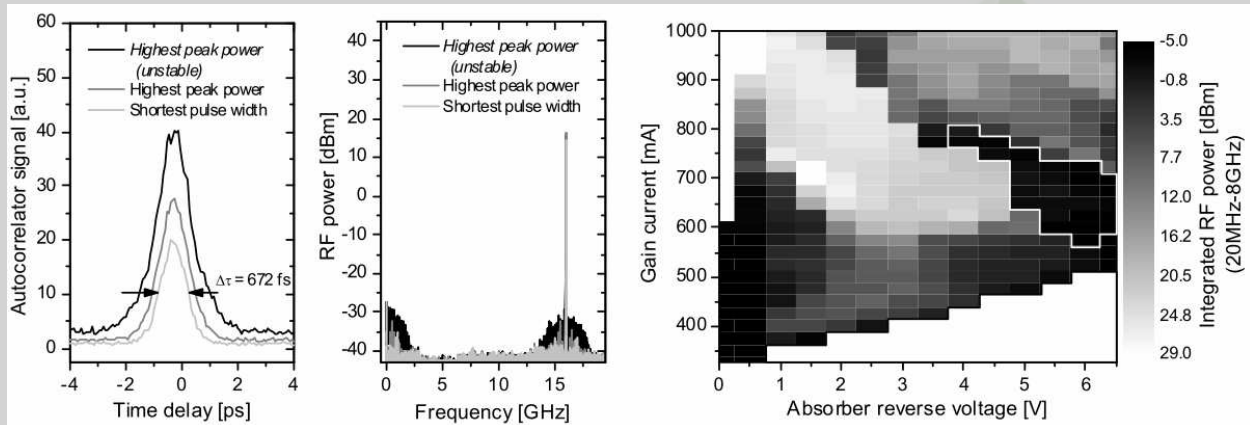 60
50
40
30
20
10
0
Autocorrelator signal [a.u.]
Highest peak power
(unstable)
Highest peak power
Shortest pulse width
Δτ = 672 fs
-4
-2
0
2
4
Time delay [ps]
40
30
20
10
0
-10
-20
-30
-40
RF power [dBm]
Highest peak power
(unstable)
Highest peak power
Shortest pulse width
0
5
10
15
Frequency [GHz]
1000
900
800
700
600
500
400
Gain current [mA]
0
1
2
3
4
5
6
Absorber reverse voltage [V]
-5.0
-0.8
3.5
7.7
12.0
16.2
20.5
24.8
29.0
Integrated RF power [dBm]
(20MHz-8GHz)